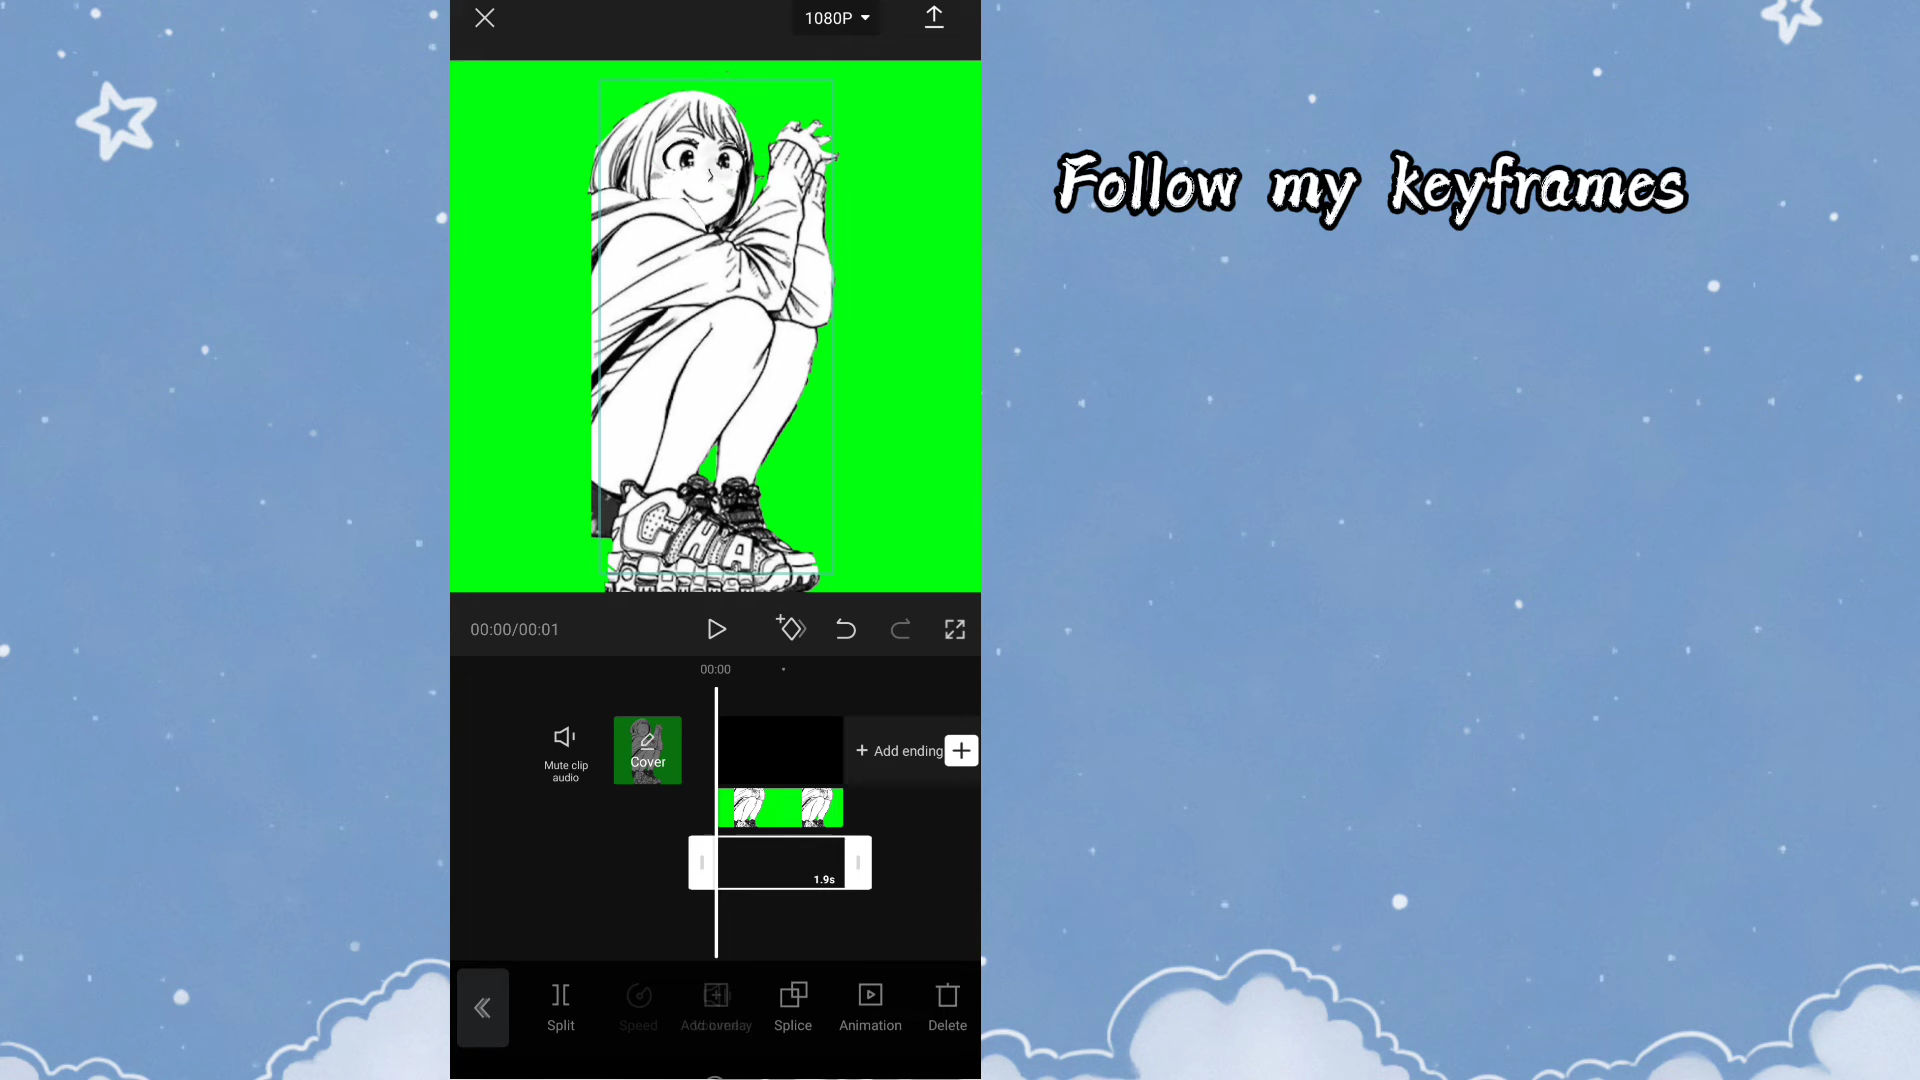 1080P
Follow my keyframes
CHA
00:00/00:01
00:00
Mute clip
audio
Cover
+ Add ending
1.9s
Split
Speed
Add overlay
Splice
Animation
Delete